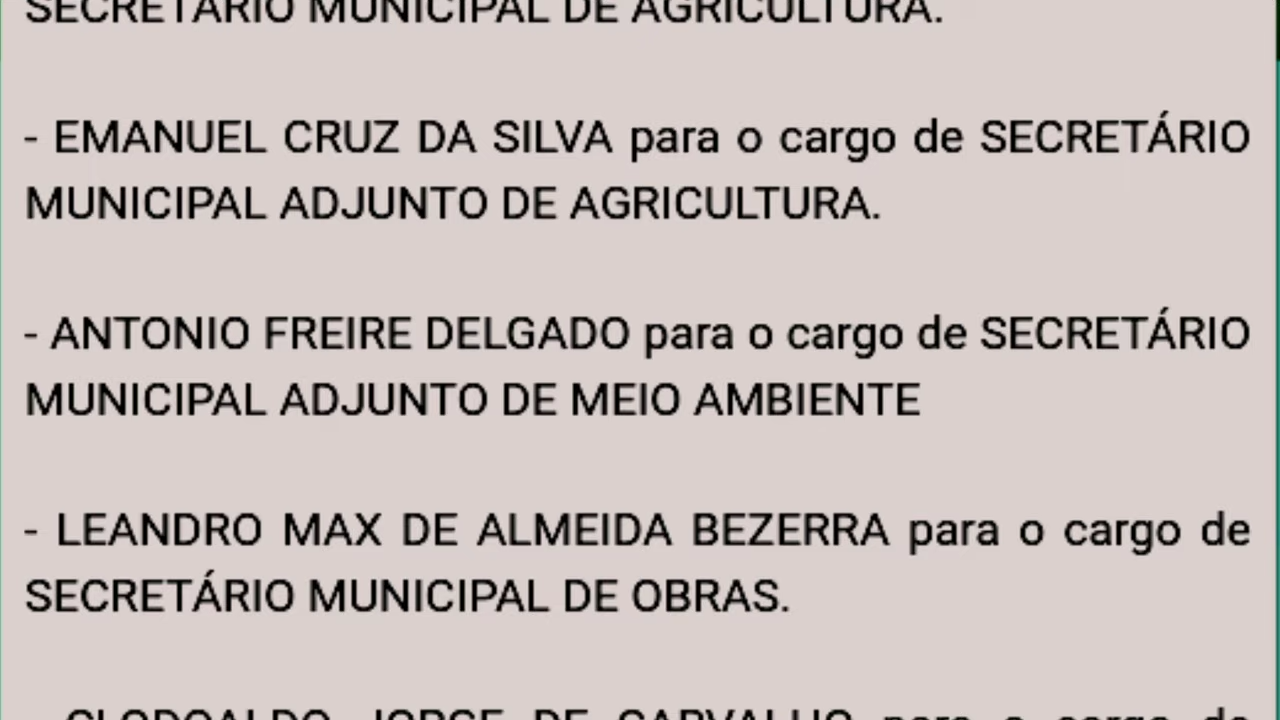 SECRETÁRIO MUNICIPAL DE AGRICULTURA.
- EMANUEL CRUZ DA SILVA para o cargo de SECRETÁRIO
MUNICIPAL ADJUNTO DE AGRICULTURA.
- ANTONIO FREIRE DELGADO para o cargo de SECRETÁRIO
MUNICIPAL ADJUNTO DE MEIO AMBIENTE
- LEANDRO MAX DE ALMEIDA BEZERRA para o cargo de
SECRETÁRIO MUNICIPAL DE OBRAS.
- CLODOALDO JORGE DE CARVALHO para o cargo de